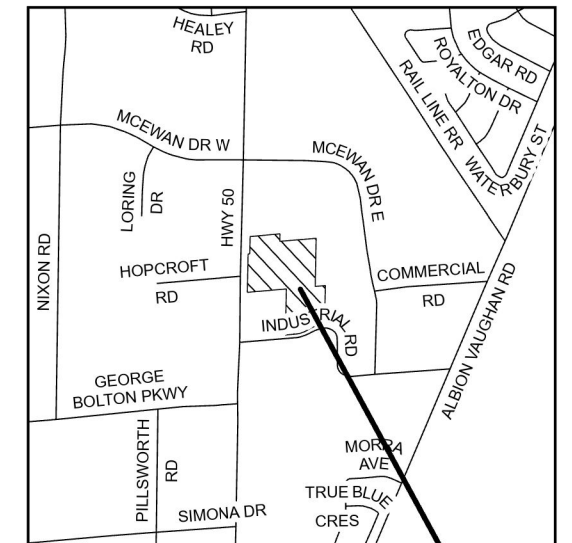 HEALEY
RD
EDGAR RD
ROYALTON DR
RAIL LINE RR
WATERBURY ST
MCEWAN DR W
MCEWAN DR E
LORING
DR
HWY 50
NIXON RD
HOPCROFT
RD
COMMERCIAL
RD
INDUSTRIAL
RD
ALBION VAUGHAN RD
GEORGE
BOLTON PKWY
PILLSWORTH
RD
MORRA
AVE
TRUE BLUE
CRES
SIMONA DR